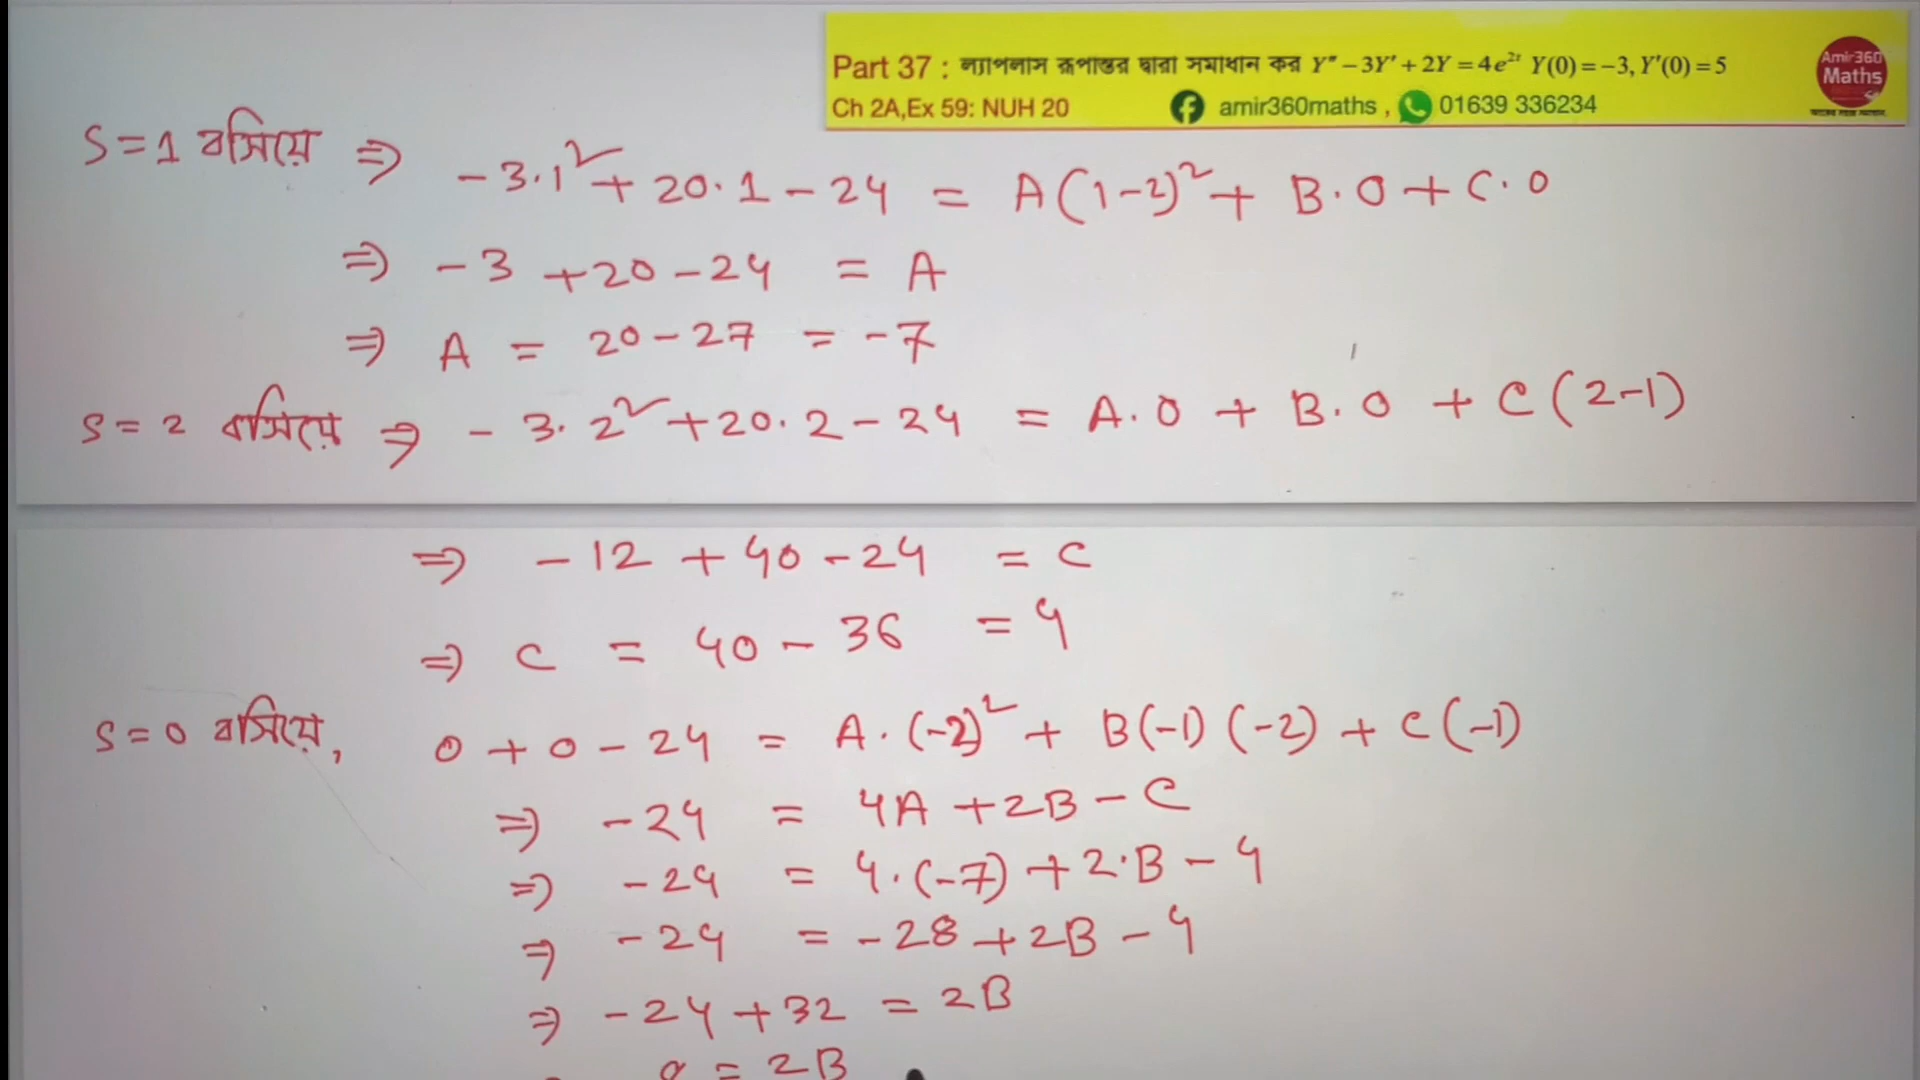 Part 37 : ল্যাপলাস রূপান্তর দ্বারা সমাধান কর Y" − 3Y' + 2Y = 4e²ᵗ Y(0) = −3, Y'(0) = 5
Ch 2A,Ex 59: NUH 20 amir360maths , 01639 336234
Amir360
Maths
S=1 বসিয়ে ⇒ −3.1² + 20.1 − 24 = A(1−2)² + B.0 + C.0
⇒ −3 + 20 − 24 = A
⇒ A = 20 − 27 = −7
S=2 বসিয়ে ⇒ −3.2² + 20.2 − 24 = A.0 + B.0 + C(2−1)
⇒ −12 + 40 − 24 = C
⇒ C = 40 − 36 = 4
S=0 বসিয়ে, 0 + 0 − 24 = A.(−2)² + B(−1)(−2) + C(−1)
⇒ −24 = 4A + 2B − C
⇒ −24 = 4.(−7) + 2.B − 4
⇒ −24 = −28 + 2B − 4
⇒ −24 + 32 = 2B
= 2B